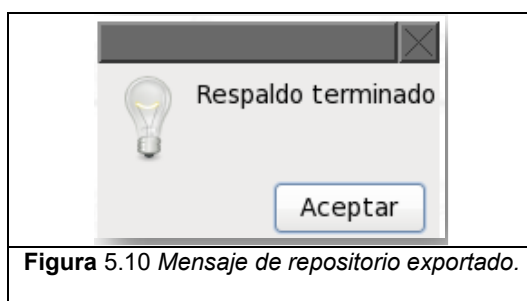 Respaldo terminado
Aceptar
Figura 5.10 Mensaje de repositorio exportado.